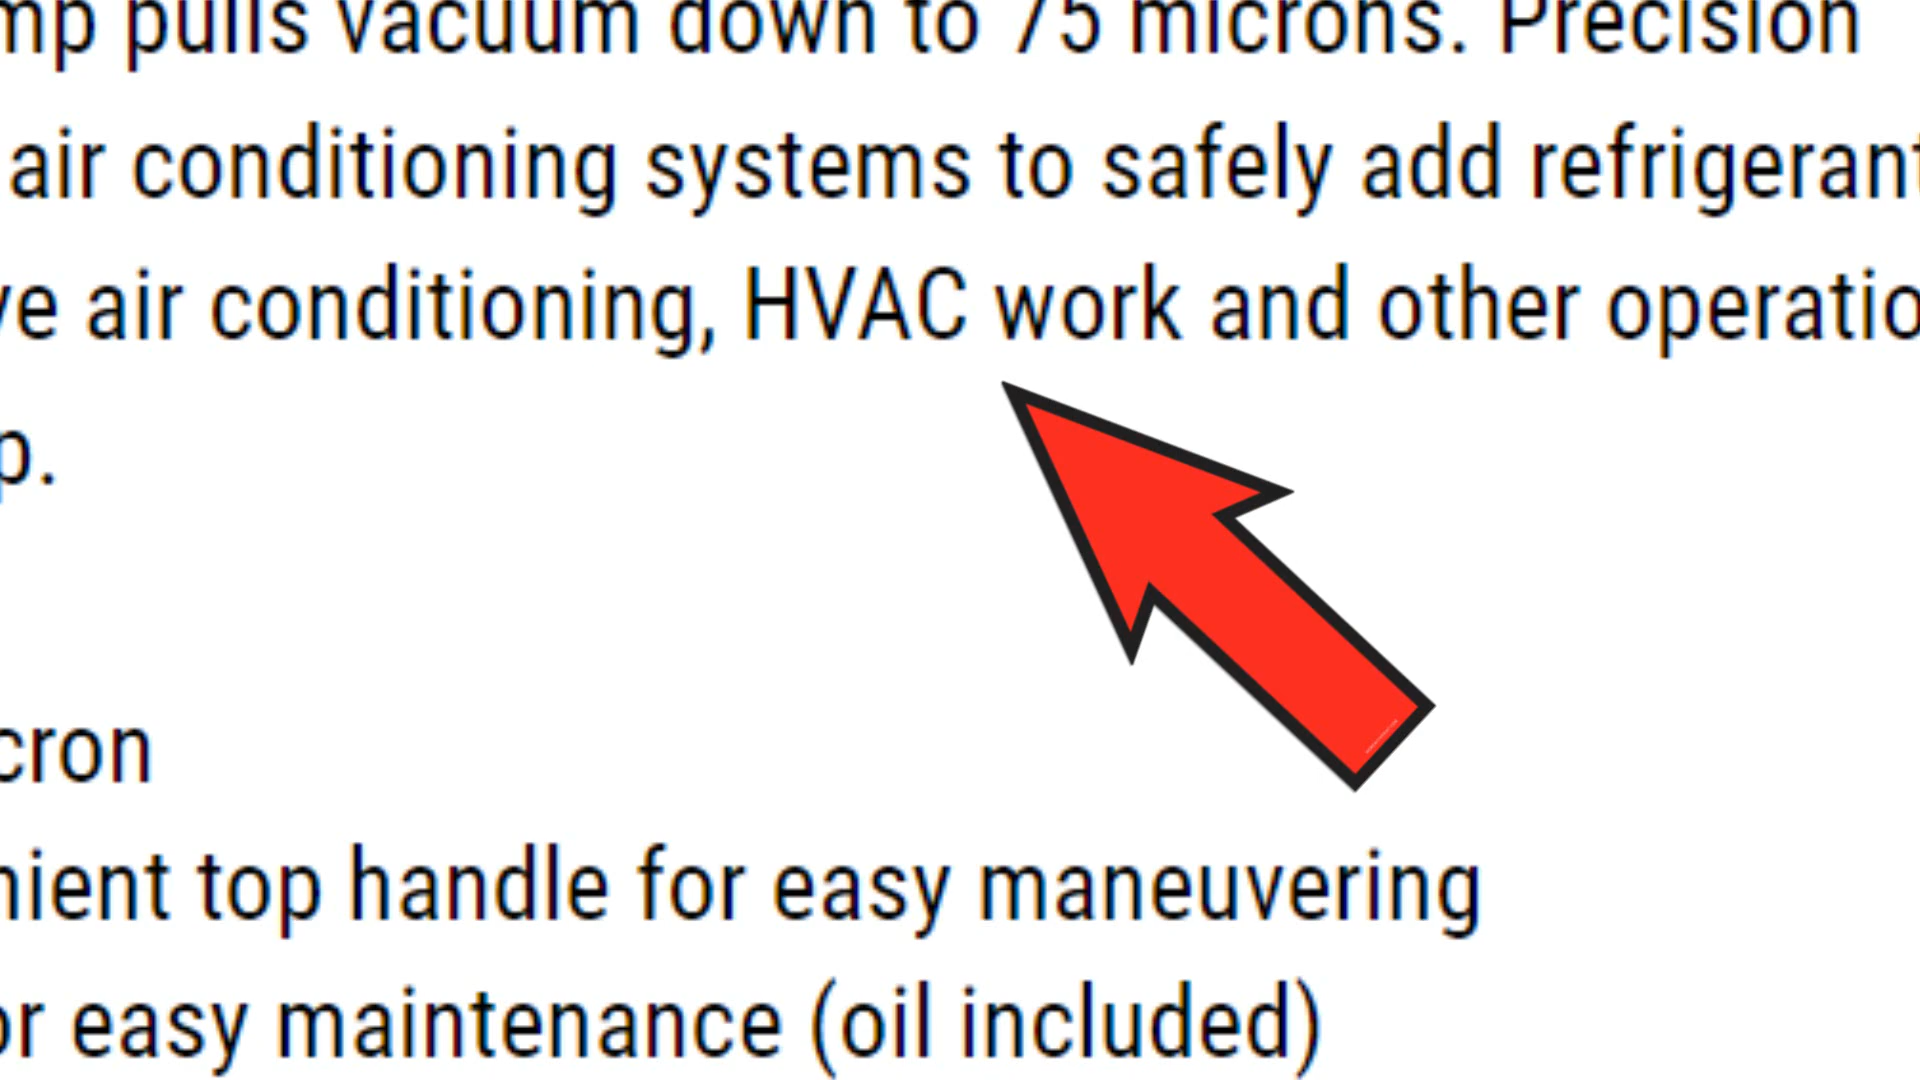 mp pulls vacuum down to 75 microns. Precision
air conditioning systems to safely add refrigerant
ve air conditioning, HVAC work and other operatio
p.
cron
nient top handle for easy maneuvering
or easy maintenance (oil included)